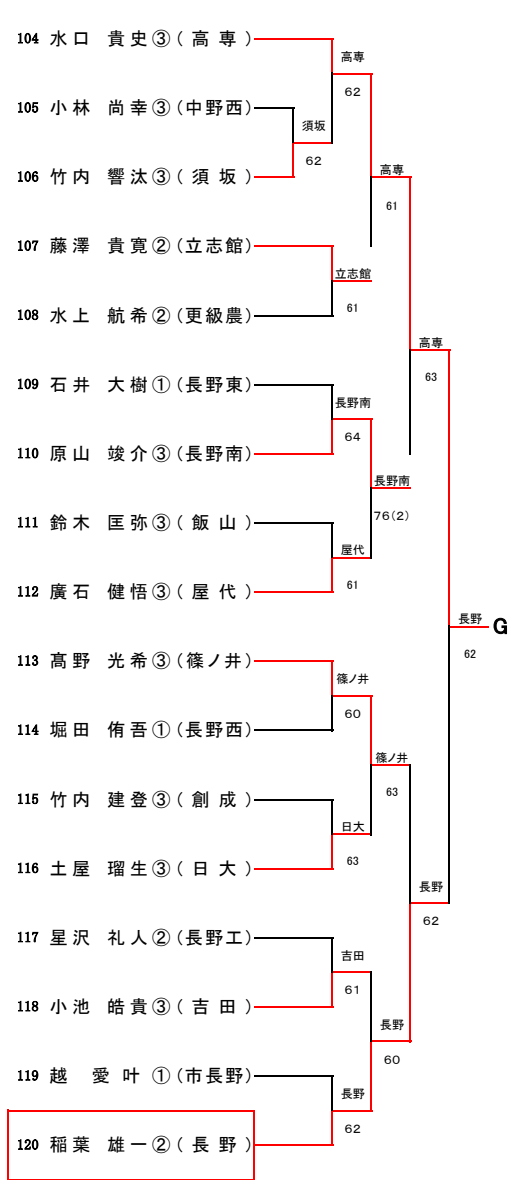 104 水口 貴史③(高専)
高専
62
105 小林 尚幸③(中野西)
須坂
62
106 竹内 響汰③(須坂)
高専
61
107 藤澤 貴寛②(立志館)
立志館
61
108 水上 航希②(更級農)
高専
63
109 石井 大樹①(長野東)
長野南
64
110 原山 竣介③(長野南)
長野南
76(2)
111 鈴木 匡弥③(飯山)
屋代
61
112 廣石 健悟③(屋代)
長野
G
62
113 髙野 光希③(篠ノ井)
篠ノ井
60
114 堀田 侑吾①(長野西)
篠ノ井
63
115 竹内 建登③(創成)
日大
63
116 土屋 瑠生③(日大)
長野
62
117 星沢 礼人②(長野工)
吉田
61
118 小池 皓貴③(吉田)
長野
60
119 越 愛叶①(市長野)
長野
62
120 稲葉 雄一②(長野)